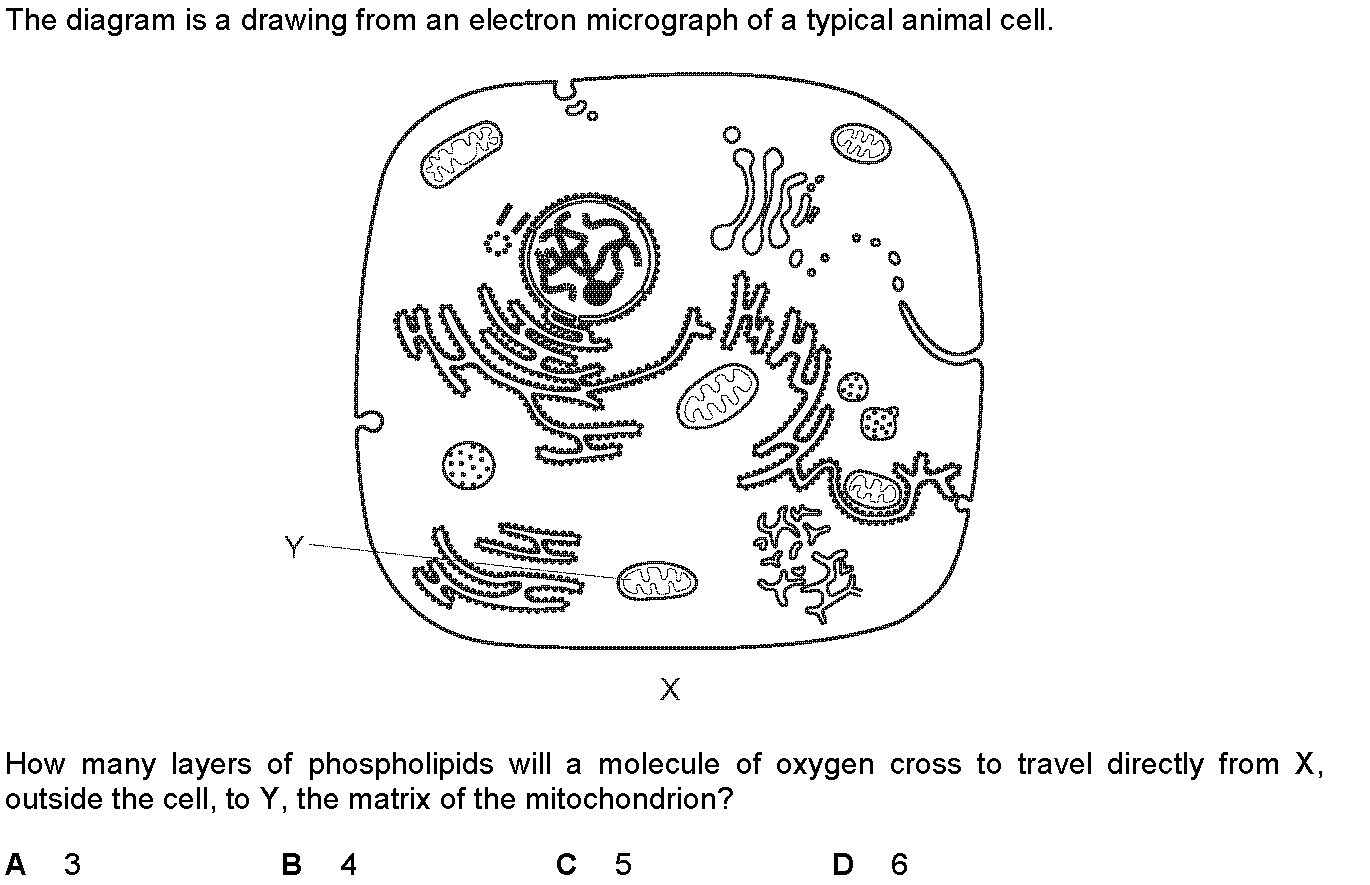 The diagram is a drawing from an electron micrograph of a typical animal cell.
Y
X
How many layers of phospholipids will a molecule of oxygen cross to travel directly from X,
outside the cell, to Y, the matrix of the mitochondrion?
A 3 B 4 C 5 D 6